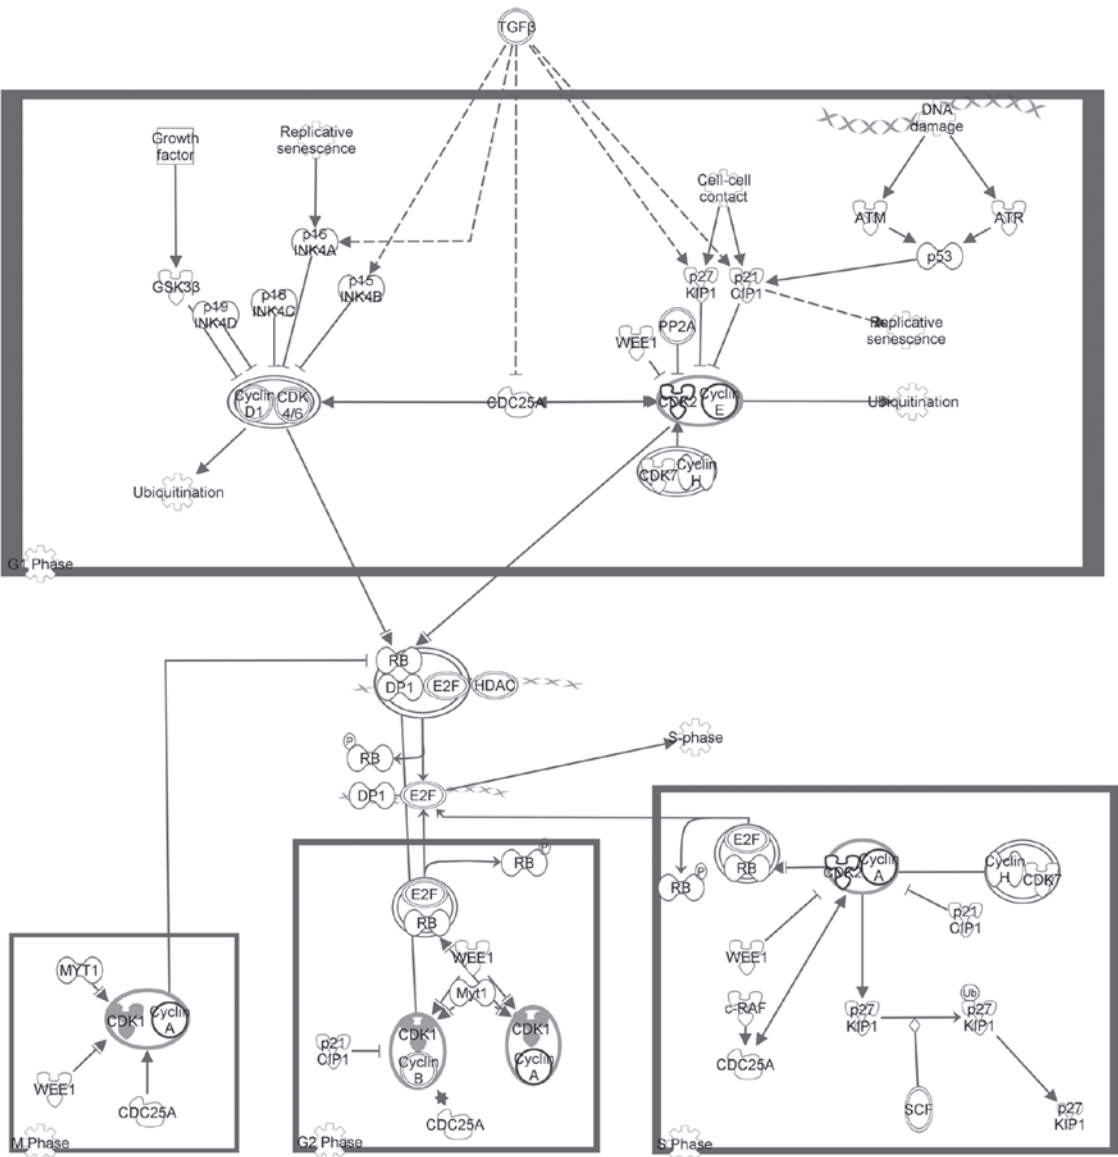 TGFβ
DNA
damage
Growth
factor
Replicative
senescence
Cell-cell
contact
ATM
ATR
p53
p16
INK4A
GSK3β
p15
INK4B
p18
INK4C
p19
INK4D
p27
KIP1
p21
CIP1
PP2A
WEE1
Replicative
senescence
Cyclin
D1
CDK
4/6
CDC25A
CDK2
Cyclin
E
Ubiquitination
CDK7
Cyclin
H
Ubiquitination
G1 Phase
RB
DP1
E2F
HDAC
P
RB
S-phase
DP1
E2F
RB
P
E2F
RB
P
RB
CDK2
Cyclin
A
Cyclin
H
CDK7
E2F
RB
p21
CIP1
WEE1
WEE1
MYT1
Myt1
c-RAF
p27
KIP1
Ub
p27
KIP1
CDK1
Cyclin
A
CDK1
CDK1
p21
CIP1
Cyclin
B
Cyclin
A
CDC25A
WEE1
CDC25A
CDC25A
SCF
p27
KIP1
M Phase
G2 Phase
S Phase